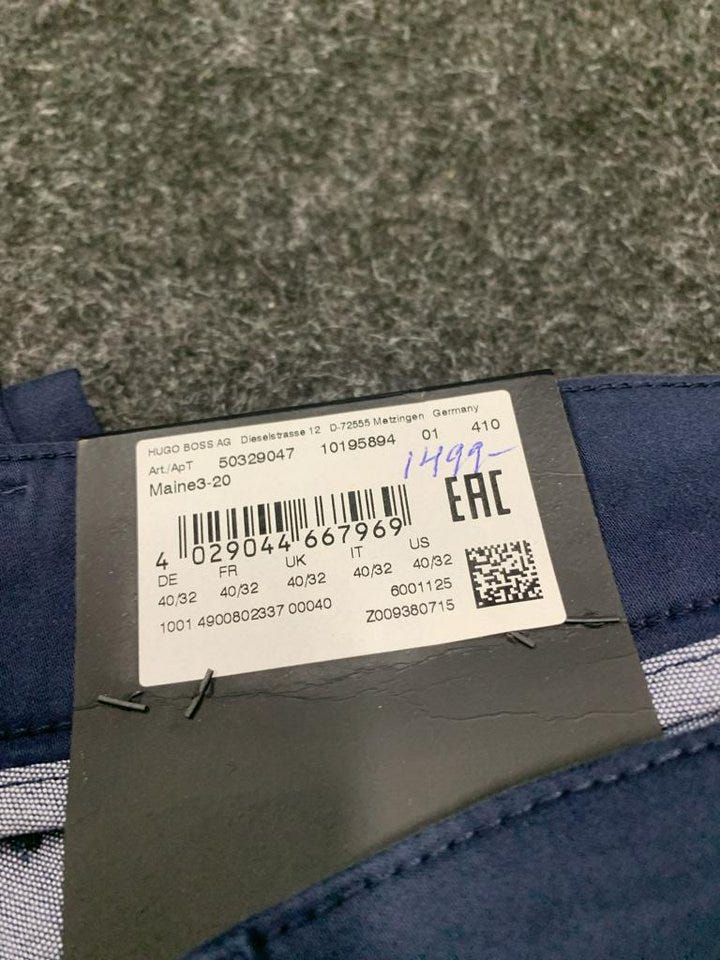 HUGO BOSS AG Dieselstrasse 12 D-72555 Metzingen Germany
Art./АрТ 50329047 10195894 01 410
Maine3-20
1499-
EAC
4 029044 667969
DE FR UK IT US
40/32 40/32 40/32 40/32 40/32
6001125
1001 4900802337 00040 Z009380715